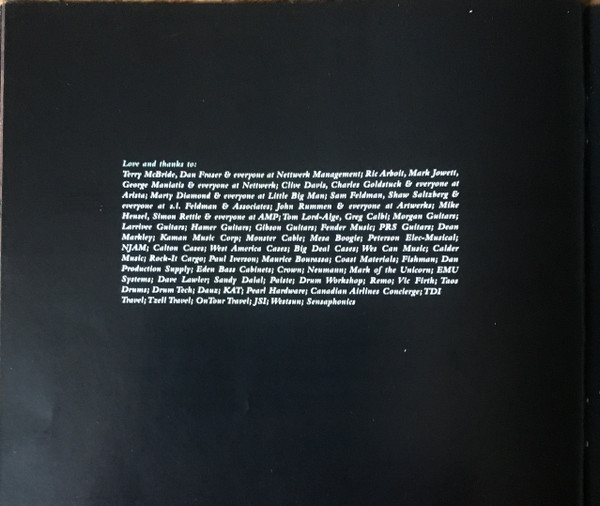 Love and thanks to:
Terry McBride, Dan Fraser & everyone at Nettwerk Management; Ric Arboit, Mark Jowett,
George Maniatis & everyone at Nettwerk; Clive Davis, Charles Goldstuck & everyone at
Arista; Marty Diamond & everyone at Little Big Man; Sam Feldman, Shaw Saltzberg &
everyone at s.l. Feldman & Associates; John Rummen & everyone at Artwerks; Mike
Hensel, Simon Rettie & everyone at AMP; Tom Lord-Alge, Greg Calbi; Morgan Guitars;
Larrivee Guitars; Hamer Guitars; Gibson Guitars; Fender Music; PRS Guitars; Dean
Markley; Kaman Music Corp; Monster Cable; Mesa Boogie; Peterson Elec-Musical;
NJAM; Calton Cases; West America Cases; Big Deal Cases; Wes Can Music; Calder
Music; Rock-It Cargo; Paul Iverson; Maurice Bourassa; Coast Materials; Fishman; Dan
Production Supply; Eden Bass Cabinets; Crown; Neumann; Mark of the Unicorn; EMU
Systems; Dave Lawler; Sandy Dalal; Paiste; Drum Workshop; Remo; Vic Firth; Taos
Drums; Drum Tech; Dauz; KAT; Pearl Hardware; Canadian Airlines Concierge; TDI
Travel; Tzell Travel; OnTour Travel; JSI; Westsun; Sensaphonics